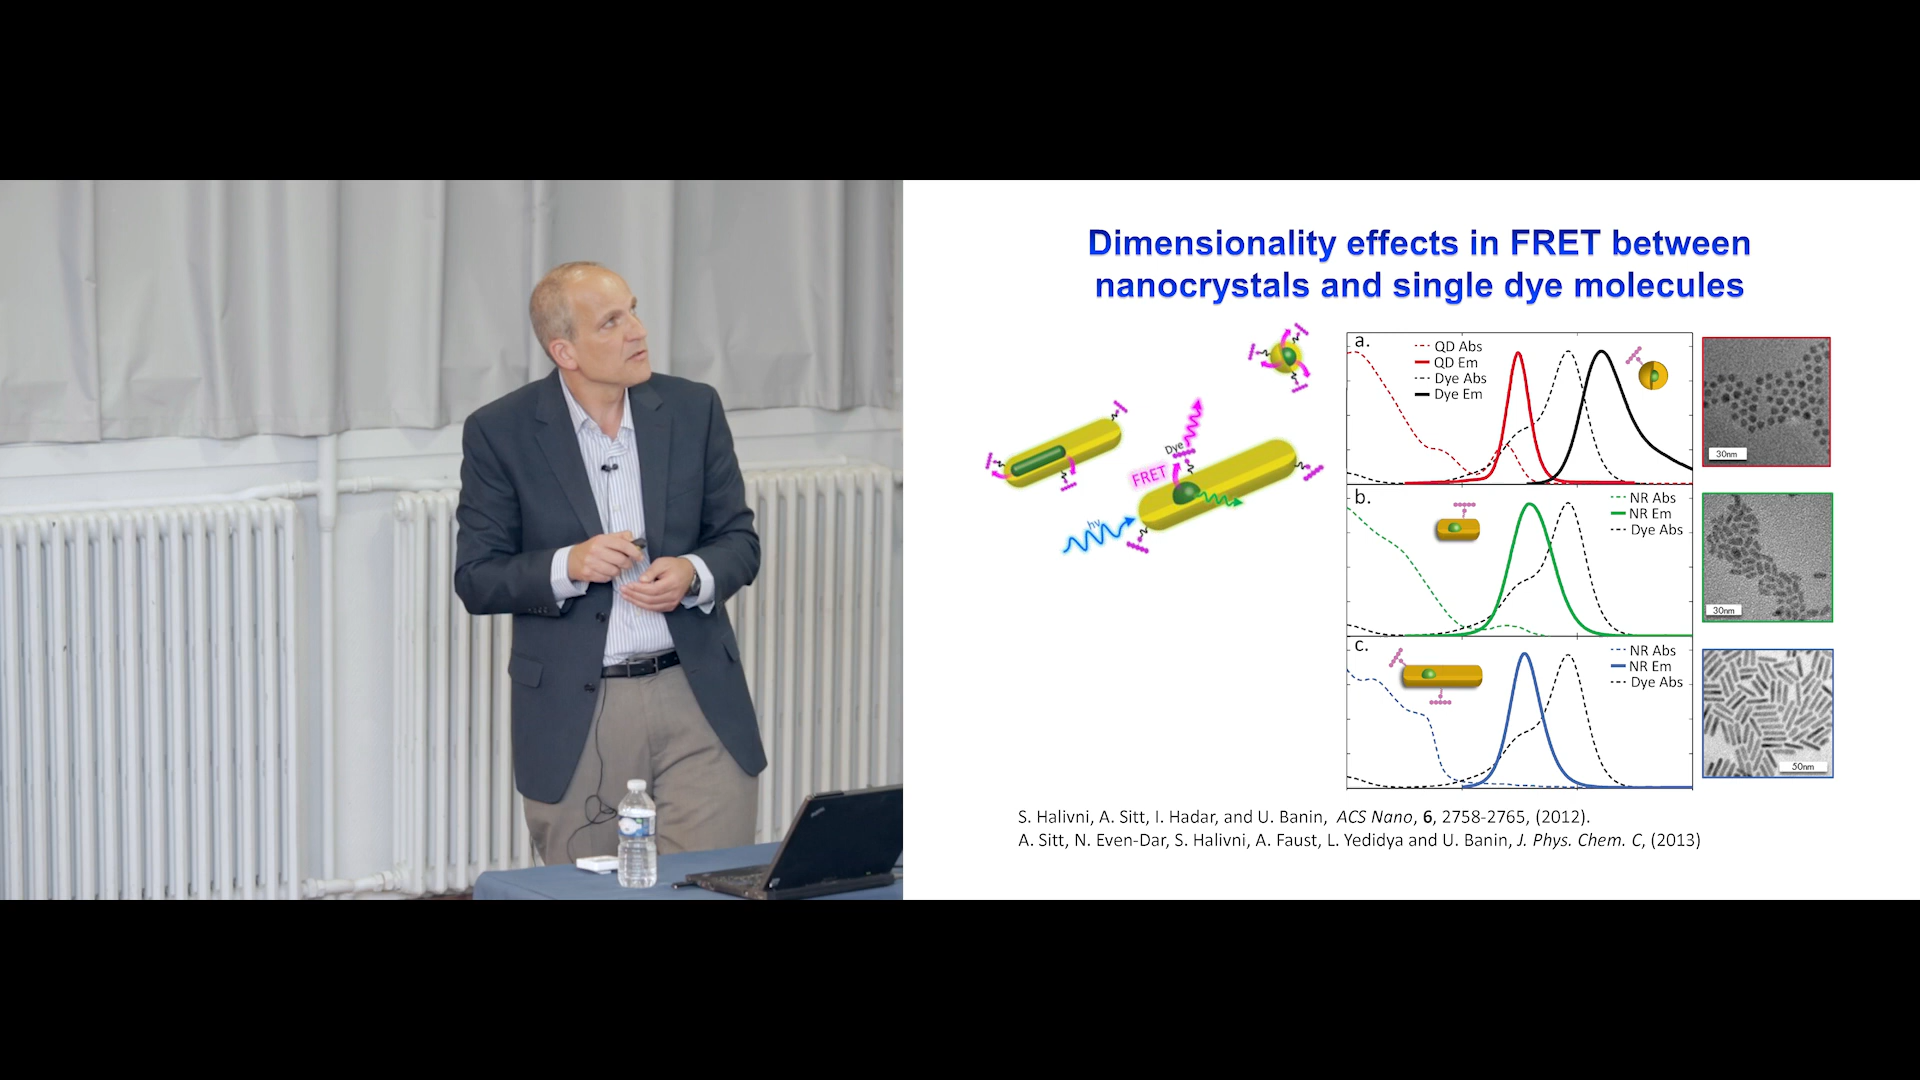 Dimensionality effects in FRET between
nanocrystals and single dye molecules
Dye
FRET
hν
a.
QD Abs
QD Em
Dye Abs
Dye Em
30nm
b.
NR Abs
NR Em
Dye Abs
30nm
c.
NR Abs
NR Em
Dye Abs
50nm
S. Halivni, A. Sitt, I. Hadar, and U. Banin, ACS Nano, 6, 2758-2765, (2012).
A. Sitt, N. Even-Dar, S. Halivni, A. Faust, L. Yedidya and U. Banin, J. Phys. Chem. C, (2013)